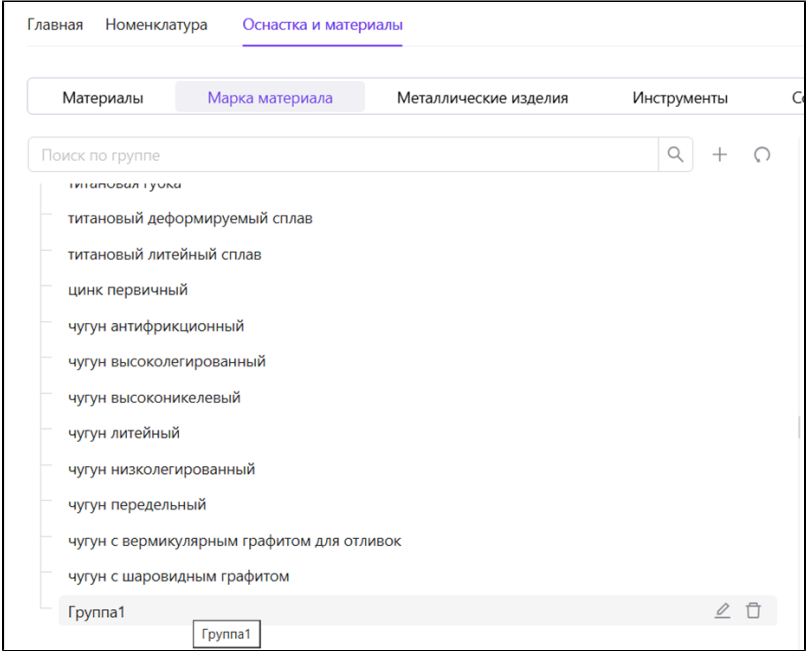 Главная Номенклатура Оснастка и материалы
Материалы Марка материала Металлические изделия Инструменты
Поиск по группе
титановая губка
титановый деформируемый сплав
титановый литейный сплав
цинк первичный
чугун антифрикционный
чугун высоколегированный
чугун высоконикелевый
чугун литейный
чугун низколегированный
чугун передельный
чугун с вермикулярным графитом для отливок
чугун с шаровидным графитом
Группа1
Группа1